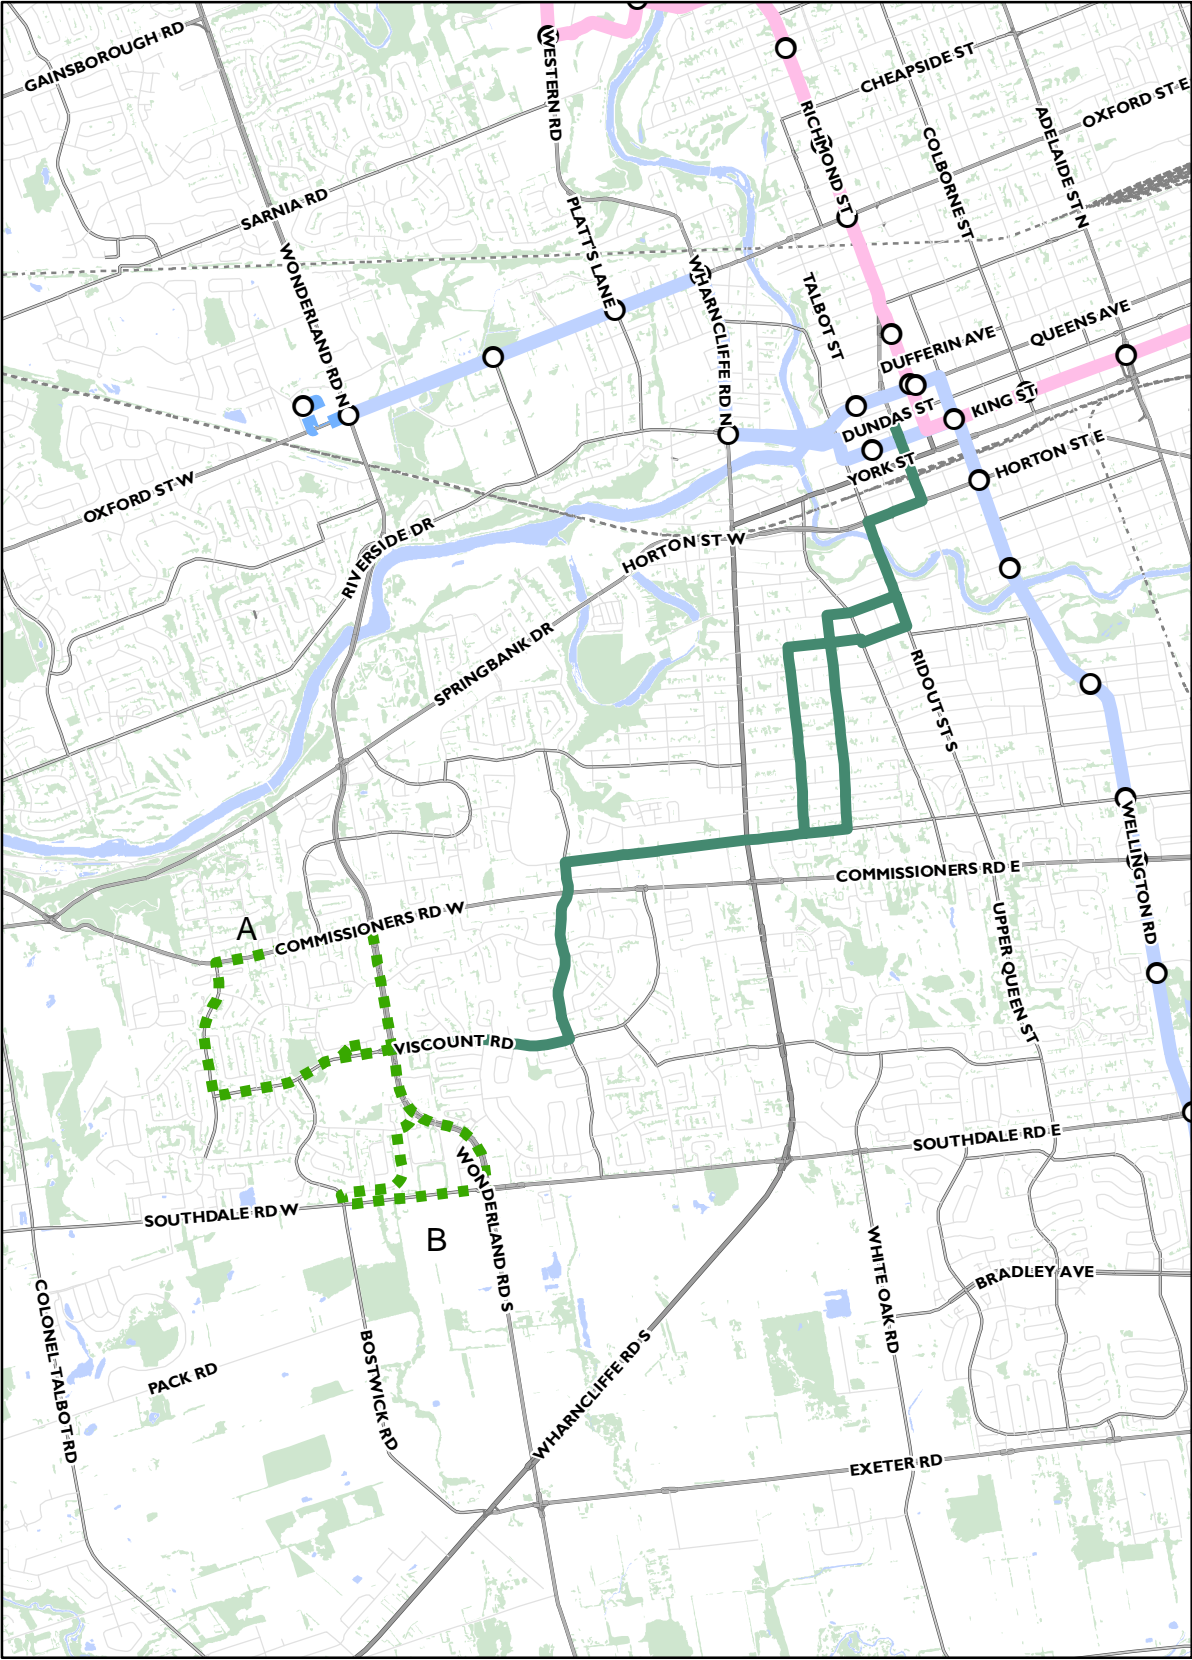 GAINSBOROUGH RD
WESTERN RD
CHEAPSIDE ST
OXFORD ST E
RICHMOND ST
COLBORNE ST
ADELAIDE ST N
SARNIA RD
PLATT'S LANE
WONDERLAND RD N
WHARNCLIFFE RD N
TALBOT ST
QUEENS AVE
DUFFERIN AVE
KING ST
DUNDAS ST
YORK ST
HORTON ST E
OXFORD ST W
RIVERSIDE DR
HORTON ST W
SPRINGBANK DR
RIDOUT ST S
WELLINGTON RD
COMMISSIONERS RD E
A
COMMISSIONERS RD W
UPPER QUEEN ST
VISCOUNT RD
SOUTHDALE RD E
SOUTHDALE RD W
WONDERLAND RD S
B
WHITE OAK RD
BRADLEY AVE
COLONEL TALBOT RD
PACK RD
BOSTWICK RD
WHARNCLIFFE RD S
EXETER RD